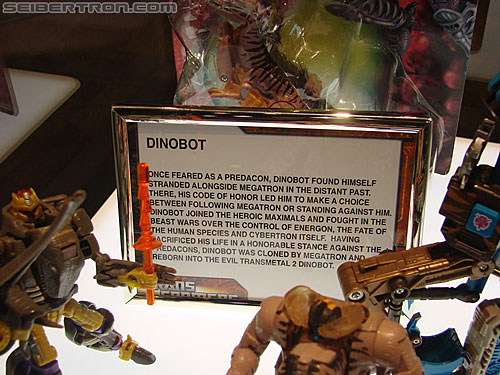 SEIBERTRON.COM
DINOBOT
ONCE FEARED AS A PREDACON, DINOBOT FOUND HIMSELF
STRANDED ALONGSIDE MEGATRON IN THE DISTANT PAST.
THERE, HIS CODE OF HONOR LED HIM TO MAKE A CHOICE
BETWEEN FOLLOWING MEGATRON OR STANDING AGAINST HIM.
DINOBOT JOINED THE HEROIC MAXIMALS AND FOUGHT IN THE
BEAST WARS OVER THE CONTROL OF ENERGON, THE FATE OF
THE HUMAN SPECIES AND CYBERTRON ITSELF. HAVING
SACRIFICED HIS LIFE IN A HONORABLE STANCE AGAINST THE
PREDACONS, DINOBOT WAS CLONED BY MEGATRON AND
REBORN INTO THE EVIL TRANSMETAL 2 DINOBOT.
TRANSFORMERS